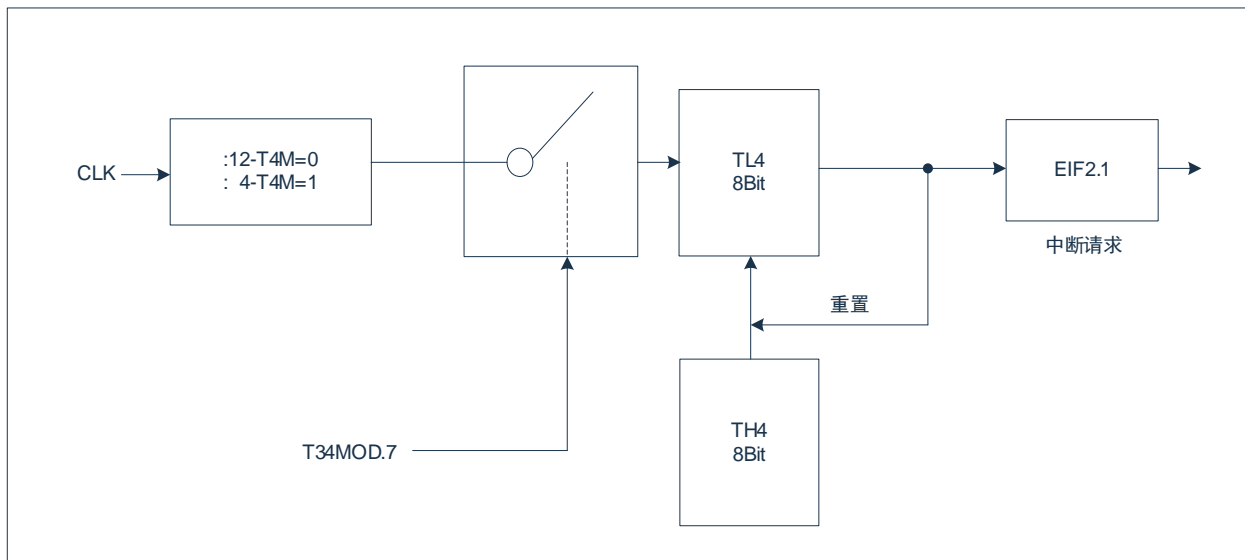 CLK
:12-T4M=0
: 4-T4M=1
TL4
8Bit
EIF2.1
中断请求
重置
TH4
8Bit
T34MOD.7